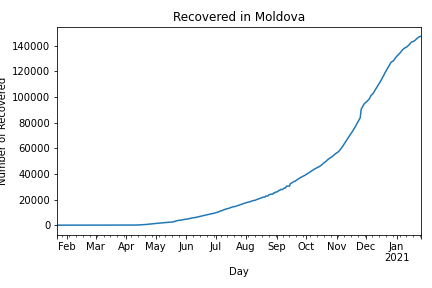 Recovered in Moldova
140000
120000
100000
80000
60000
40000
20000
0
Number of Recovered
Feb Mar Apr May Jun Jul Aug Sep Oct Nov Dec Jan
2021
Day